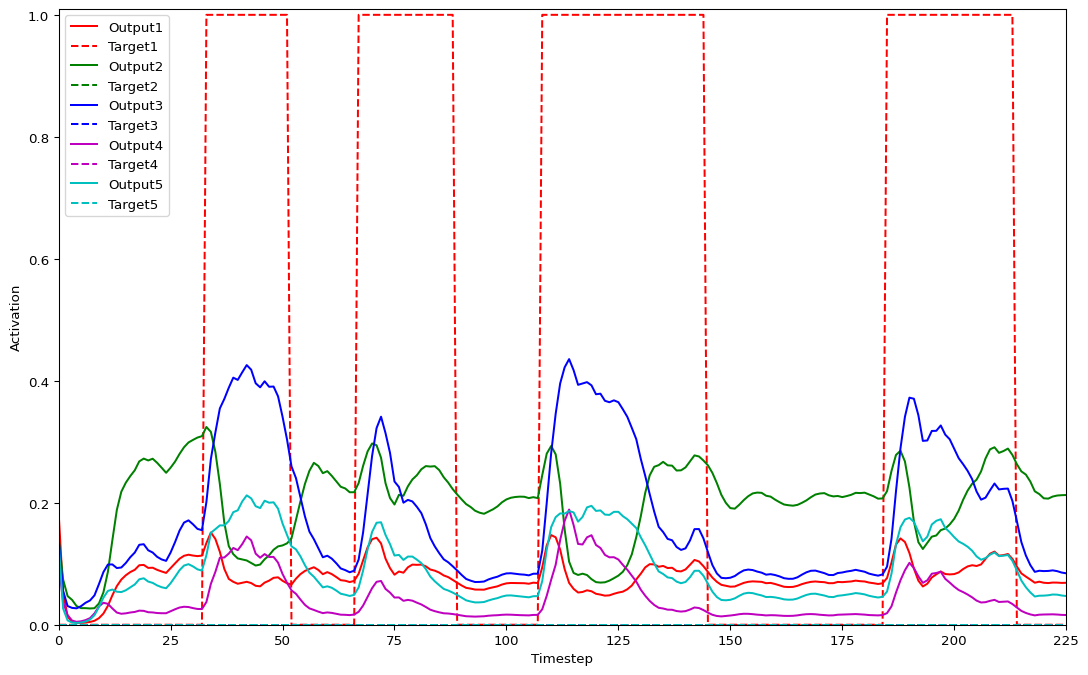 1.0
0.8
0.6
0.4
0.2
0.0
Activation
Output1
Target1
Output2
Target2
Output3
Target3
Output4
Target4
Output5
Target5
0 25 50 75 100 125 150 175 200 225
Timestep